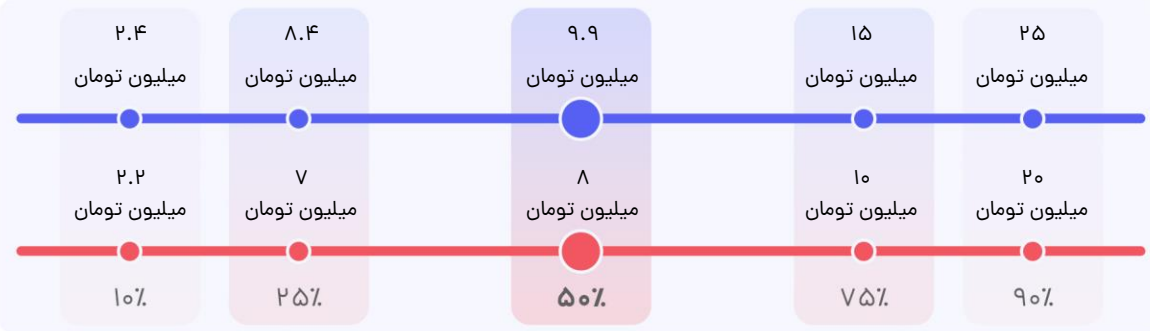 ۲.۴
میلیون تومان
۸.۴
میلیون تومان
۹.۹
میلیون تومان
۱۵
میلیون تومان
۲۵
میلیون تومان
۲.۲
میلیون تومان
۷
میلیون تومان
۸
میلیون تومان
۱۰
میلیون تومان
۲۰
میلیون تومان
۱۰٪
۲۵٪
۵۰٪
۷۵٪
۹۰٪